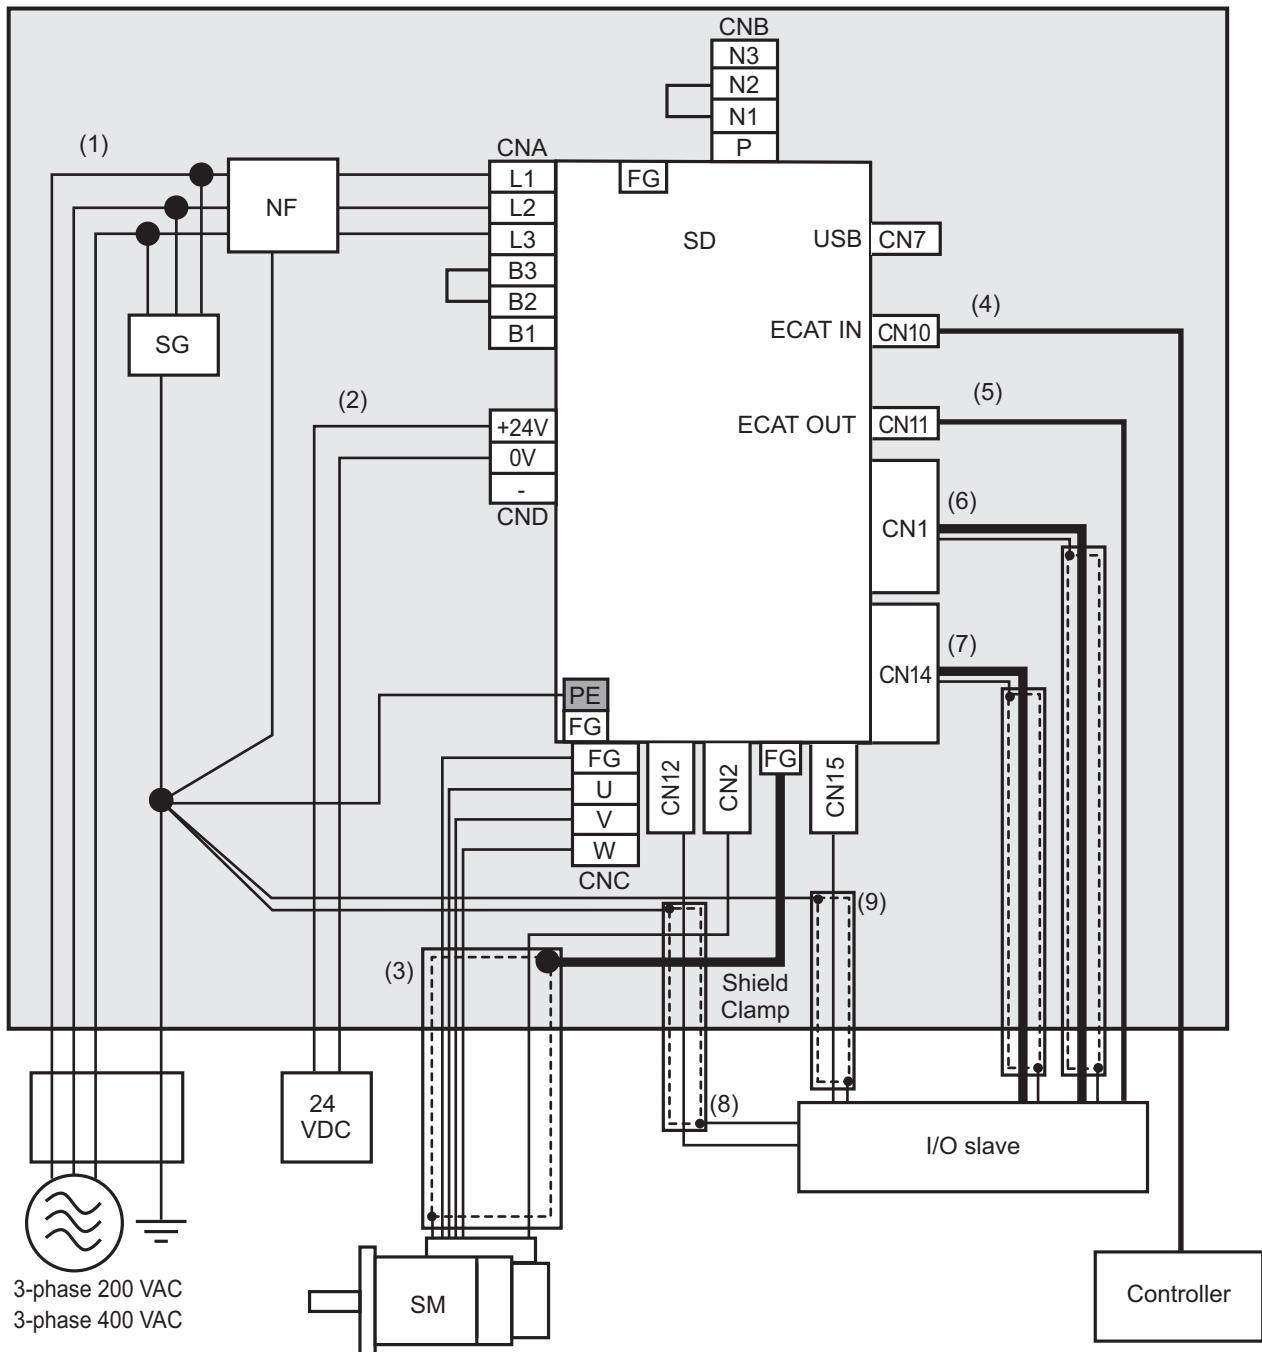 CNB
N3
N2
N1
P
(1)
CNA
L1
L2
L3
B3
B2
B1
NF
FG
SD
USB
CN7
SG
ECAT IN
CN10
(4)
(2)
+24V
0V
-
CND
ECAT OUT
CN11
(5)
CN1
(6)
CN14
(7)
PE
FG
FG
U
V
W
CNC
CN12
CN2
FG
CN15
(9)
(3)
Shield
Clamp
(8)
24
VDC
I/O slave
3-phase 200 VAC
3-phase 400 VAC
SM
Controller